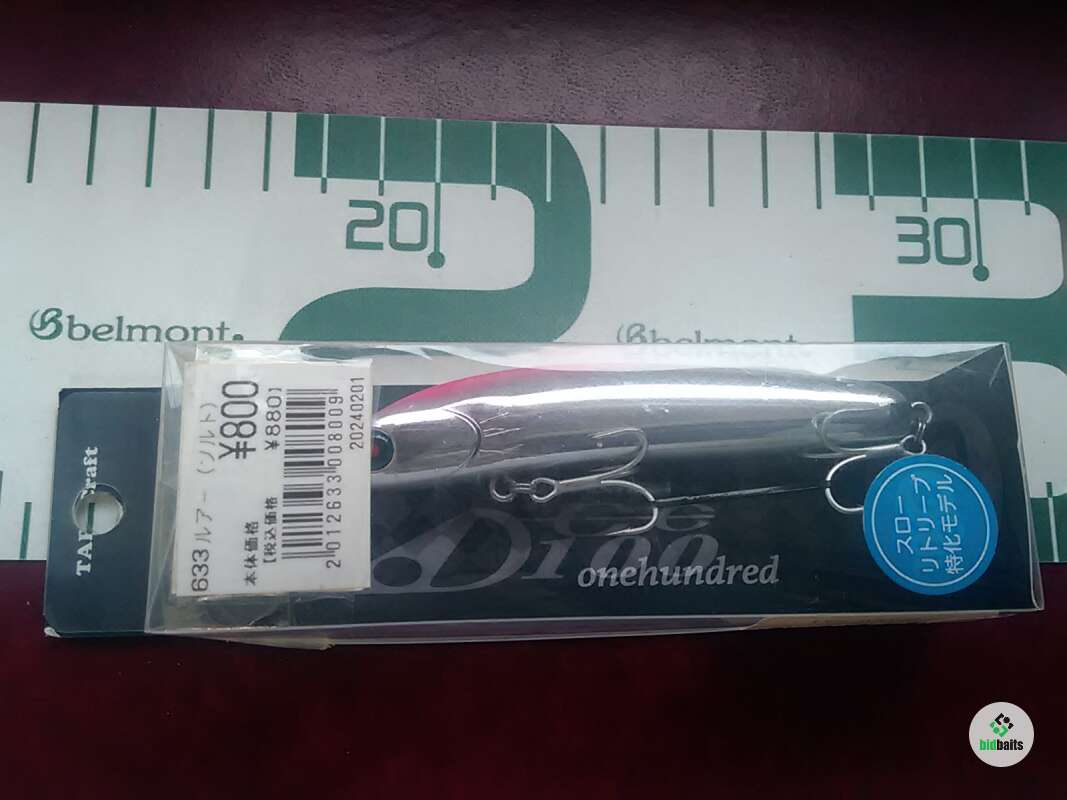 20
30
belmont.
belmont.
633ルアー (ソルト)
¥800
本体価格
【税込価格 ¥880】
2012633008009
20240201
100
onehundred
スロー
リトリーブ
特化モデル
bidbaits